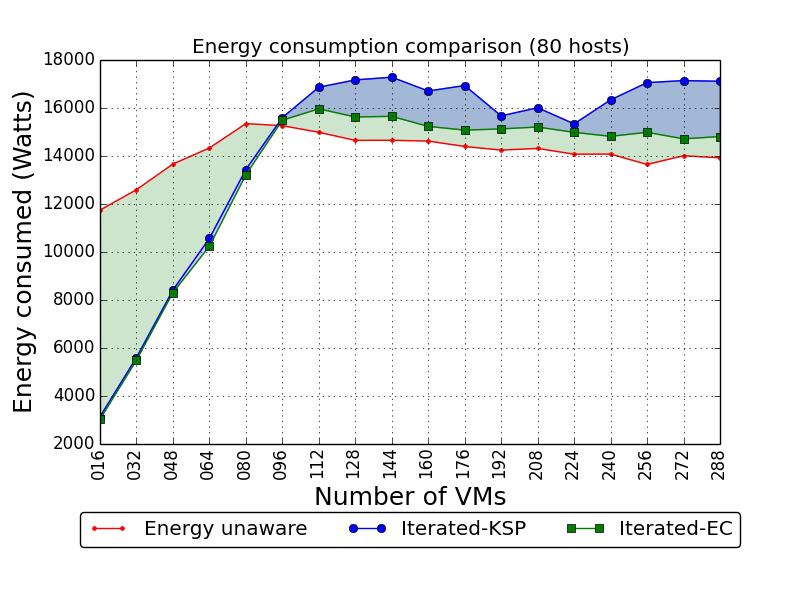 Energy consumption comparison (80 hosts)
Energy consumed (Watts)
18000
16000
14000
12000
10000
8000
6000
4000
2000
016 032 048 064 080 096 112 128 144 160 176 192 208 224 240 256 272 288
Number of VMs
Energy unaware Iterated-KSP Iterated-EC